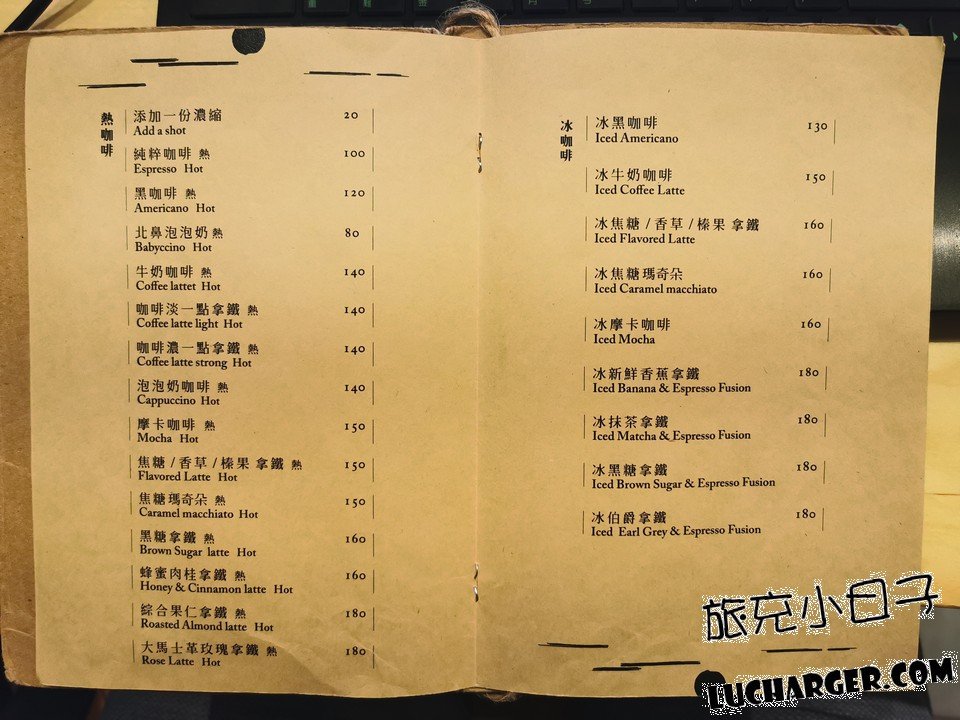 熱咖啡
添加一份濃縮 20
Add a shot
純粹咖啡 熱 100
Espresso Hot
黑咖啡 熱 120
Americano Hot
北鼻泡泡奶 熱 80
Babyccino Hot
牛奶咖啡 熱 140
Coffee lattet Hot
咖啡淡一點拿鐵 熱 140
Coffee latte light Hot
咖啡濃一點拿鐵 熱 140
Coffee latte strong Hot
泡泡奶咖啡 熱 140
Cappuccino Hot
摩卡咖啡 熱 150
Mocha Hot
焦糖/香草/榛果 拿鐵 熱 150
Flavored Latte Hot
焦糖瑪奇朵 熱 150
Caramel macchiato Hot
黑糖拿鐵 熱 160
Brown Sugar latte Hot
蜂蜜肉桂拿鐵 熱 160
Honey & Cinnamon latte Hot
綜合果仁拿鐵 熱 180
Roasted Almond latte Hot
大馬士革玫瑰拿鐵 熱 180
Rose Latte Hot
冰咖啡
冰黑咖啡 130
Iced Americano
冰牛奶咖啡 150
Iced Coffee Latte
冰焦糖/香草/榛果 拿鐵 160
Iced Flavored Latte
冰焦糖瑪奇朵 160
Iced Caramel macchiato
冰摩卡咖啡 160
Iced Mocha
冰新鮮香蕉拿鐵 180
Iced Banana & Espresso Fusion
冰抹茶拿鐵 180
Iced Matcha & Espresso Fusion
冰黑糖拿鐵 180
Iced Brown Sugar & Espresso Fusion
冰伯爵拿鐵 180
Iced Earl Grey & Espresso Fusion
旅充小日子
LUCHARGER.COM